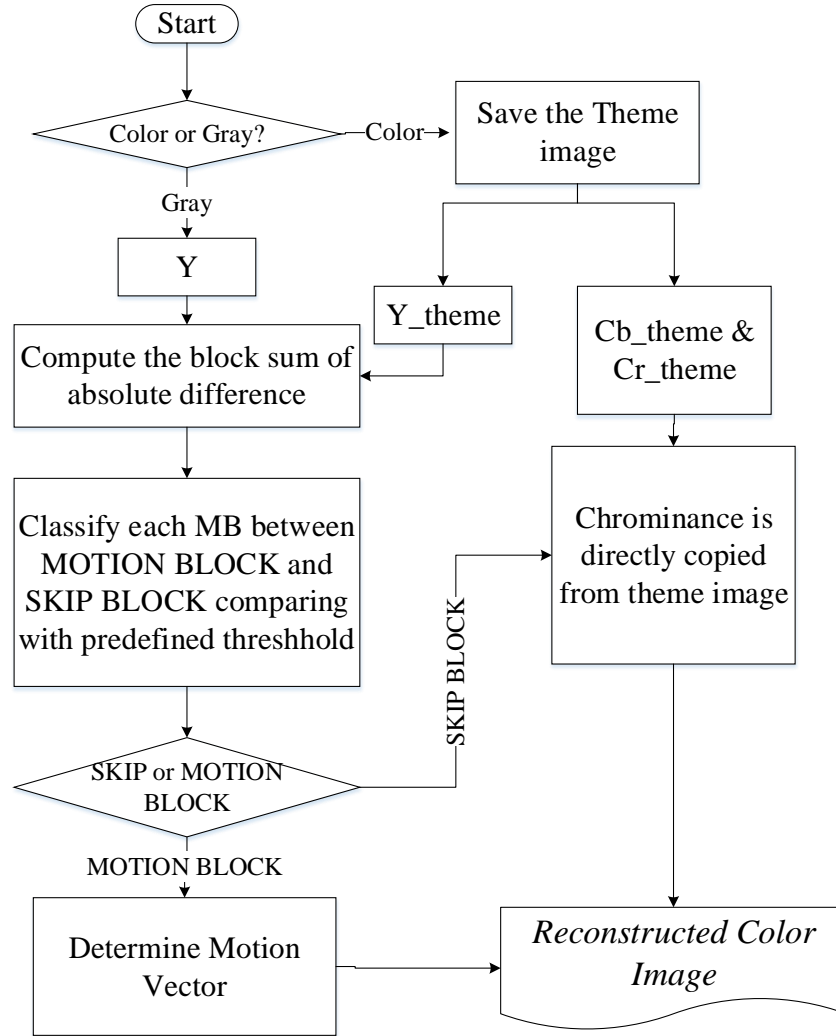 Start
Color or Gray?
Color
Save the Theme
image
Gray
Y
Y_theme
Cb_theme &
Cr_theme
Compute the block sum of
absolute difference
Classify each MB between
MOTION BLOCK and
SKIP BLOCK comparing
with predefined threshhold
Chrominance is
directly copied
from theme image
SKIP BLOCK
SKIP or MOTION
BLOCK
MOTION BLOCK
Determine Motion
Vector
Reconstructed Color
Image